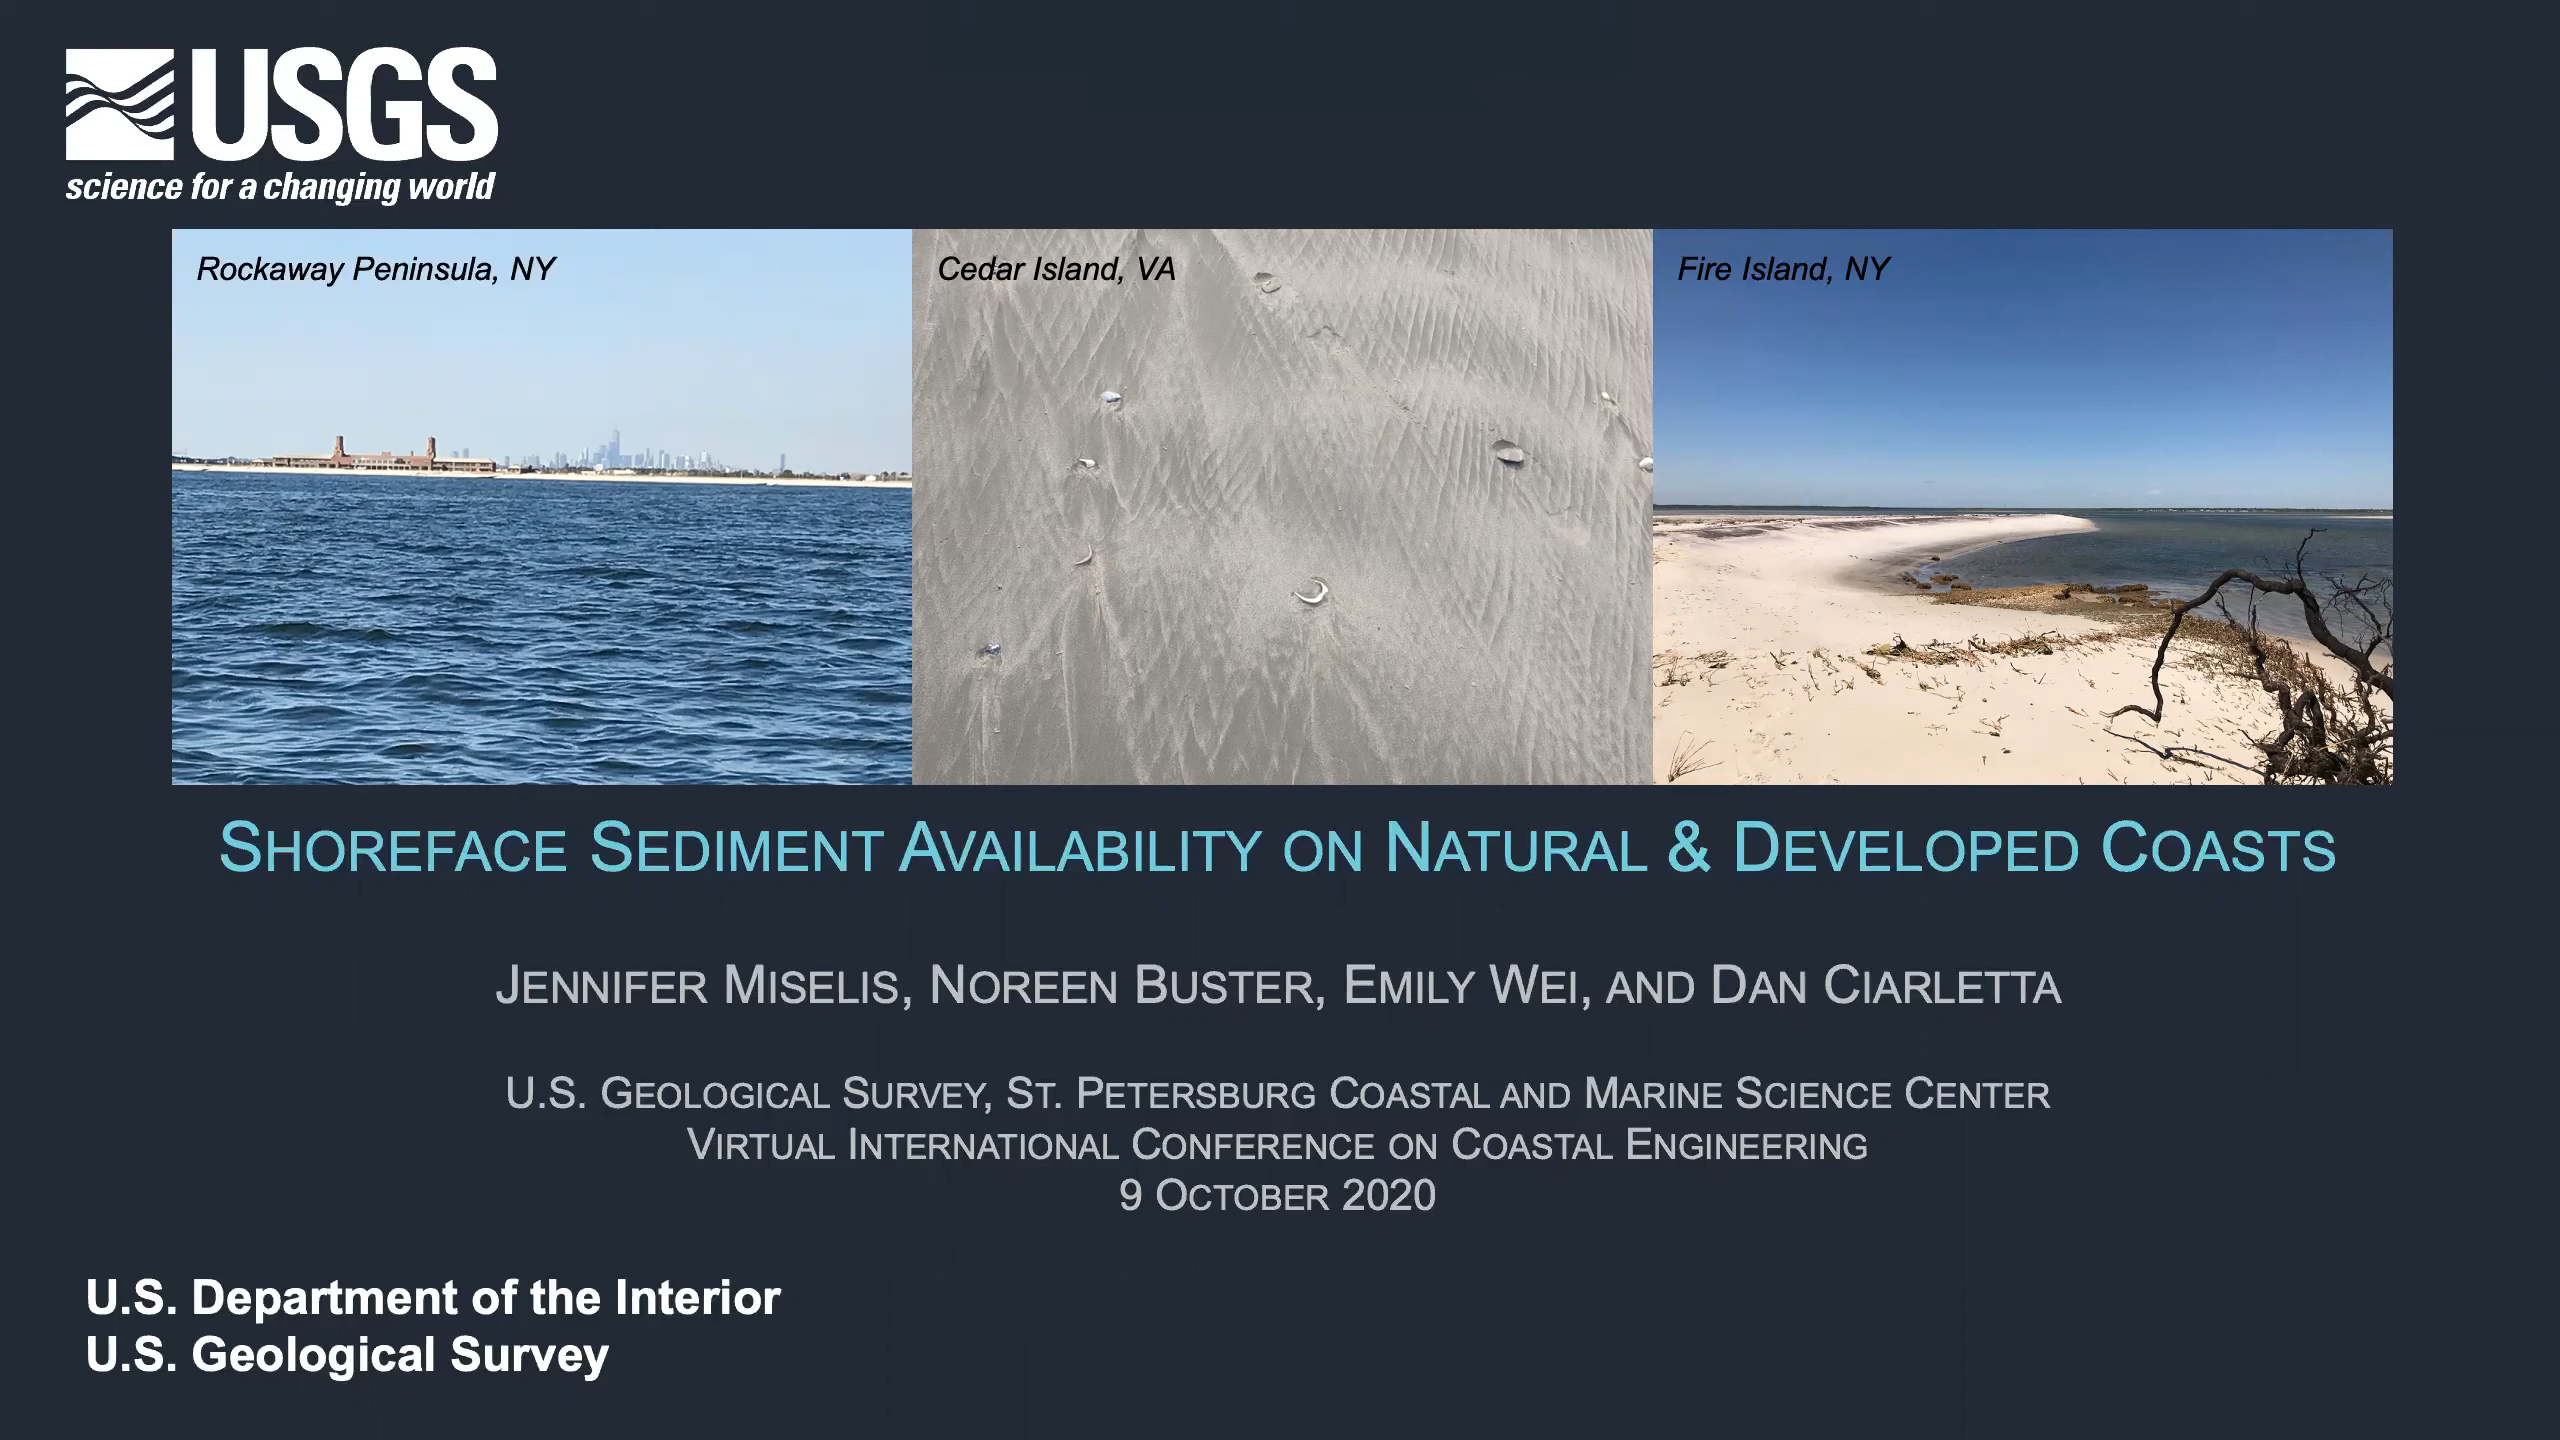 USGS
science for a changing world
Rockaway Peninsula, NY
Cedar Island, VA
Fire Island, NY
SHOREFACE SEDIMENT AVAILABILITY ON NATURAL & DEVELOPED COASTS
JENNIFER MISELIS, NOREEN BUSTER, EMILY WEI, AND DAN CIARLETTA
U.S. GEOLOGICAL SURVEY, ST. PETERSBURG COASTAL AND MARINE SCIENCE CENTER
VIRTUAL INTERNATIONAL CONFERENCE ON COASTAL ENGINEERING
9 OCTOBER 2020
U.S. Department of the Interior
U.S. Geological Survey